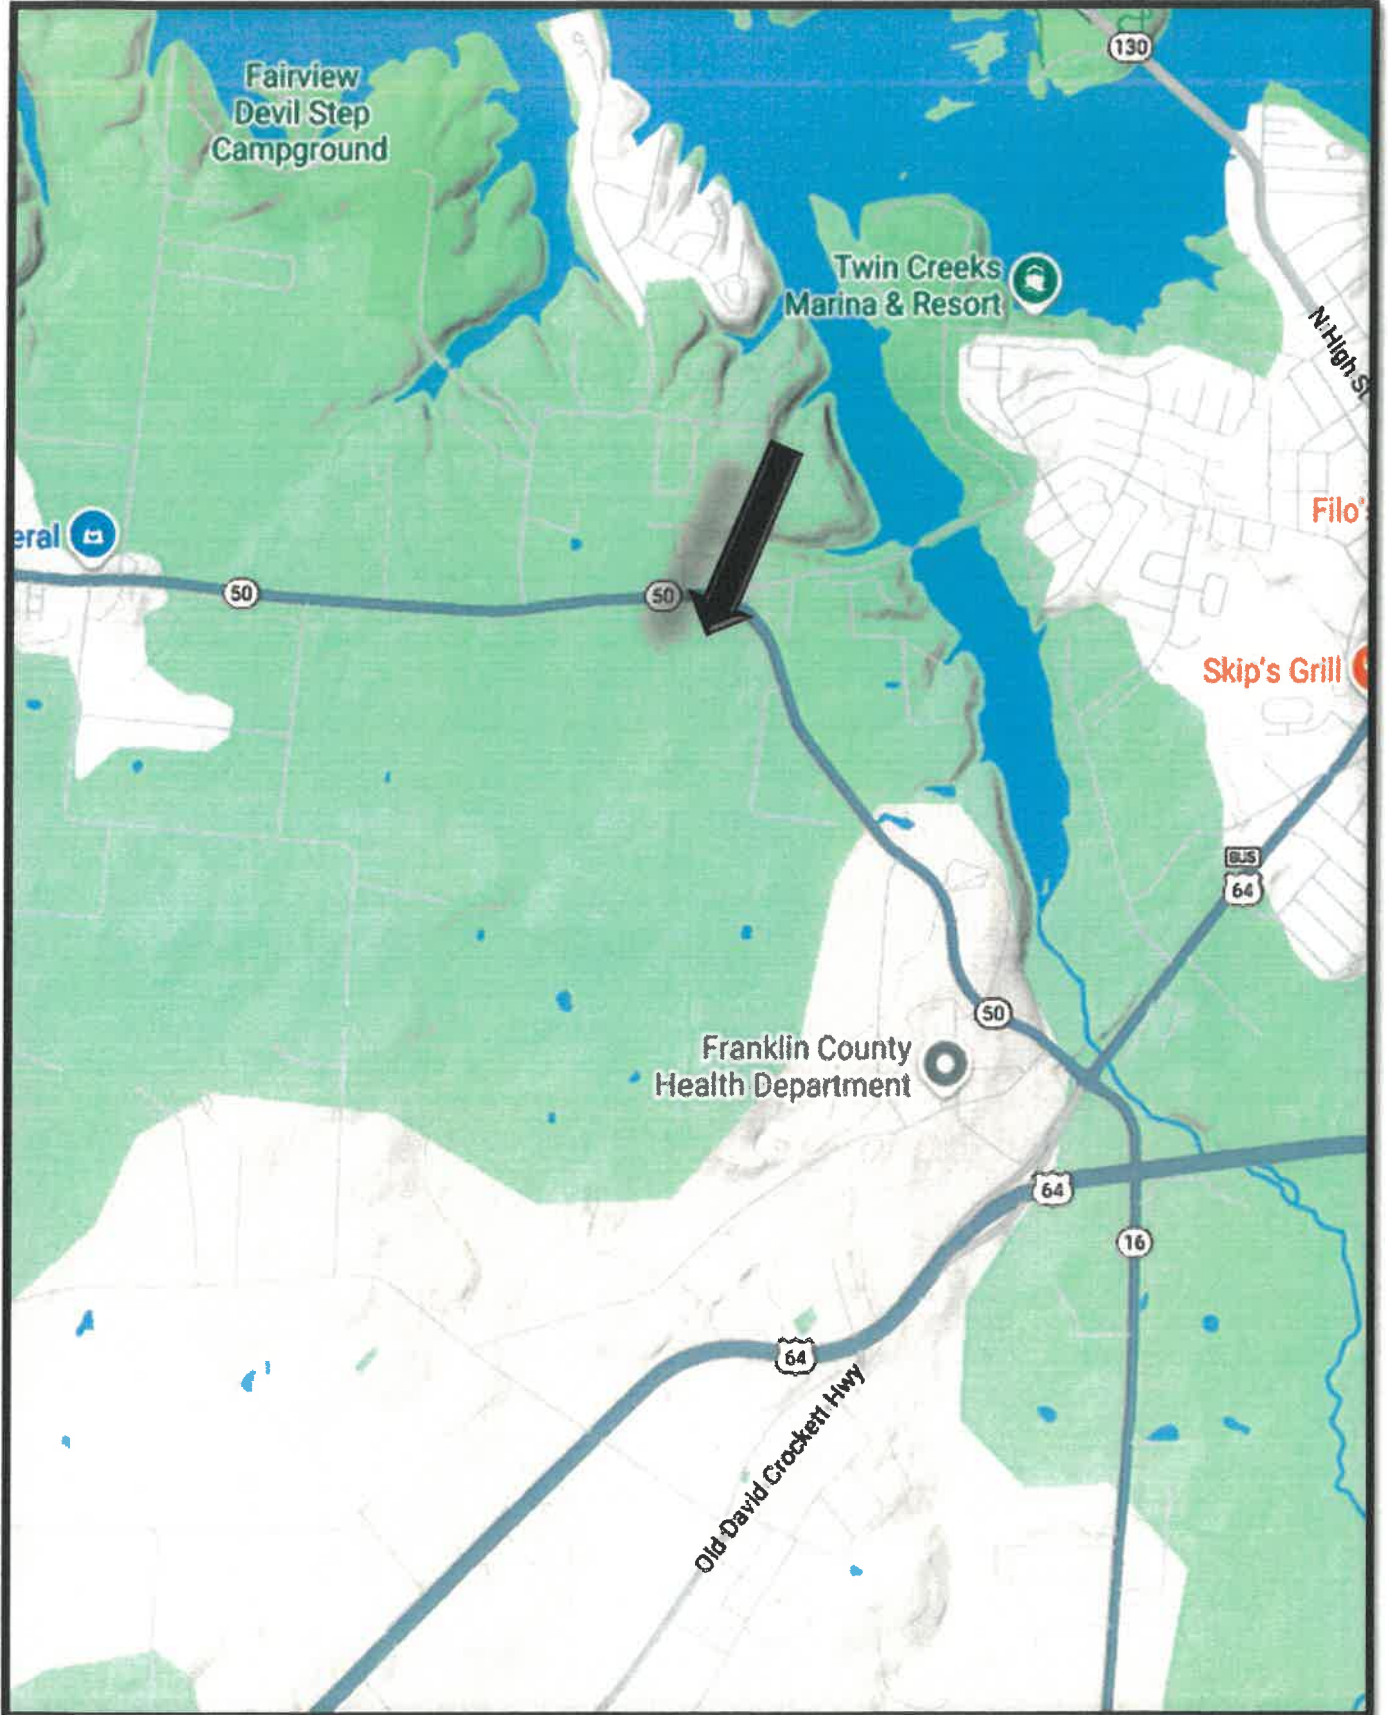 130
Fairview
Devil Step
Campground
Twin Creeks
Marina & Resort
N High St
Filo'
eral
50
50
Skip's Grill
BUS
64
50
Franklin County
Health Department
64
16
64
Old David Crockett Hwy